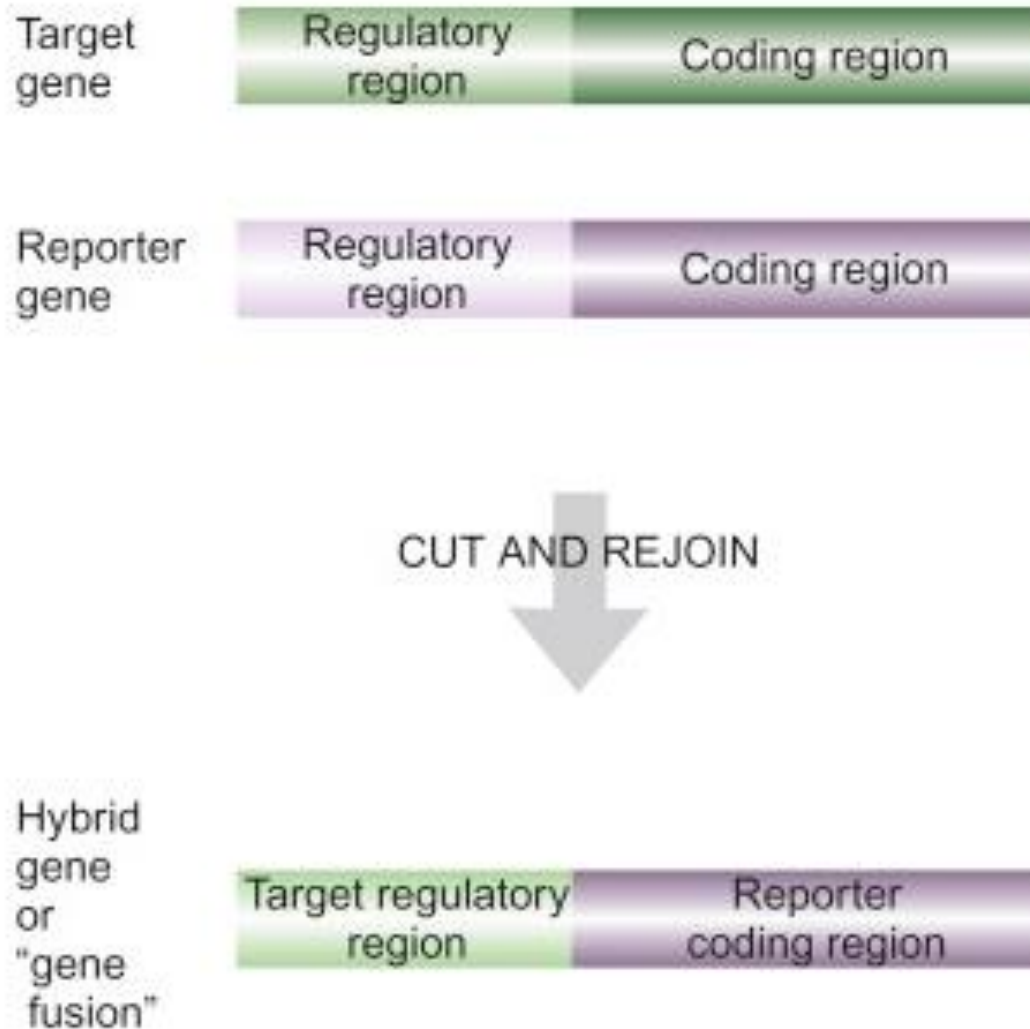 Target
gene
Regulatory
region
Coding region
Reporter
gene
Regulatory
region
Coding region
CUT AND REJOIN
Hybrid
gene
or
“gene
fusion”
Target regulatory
region
Reporter
coding region